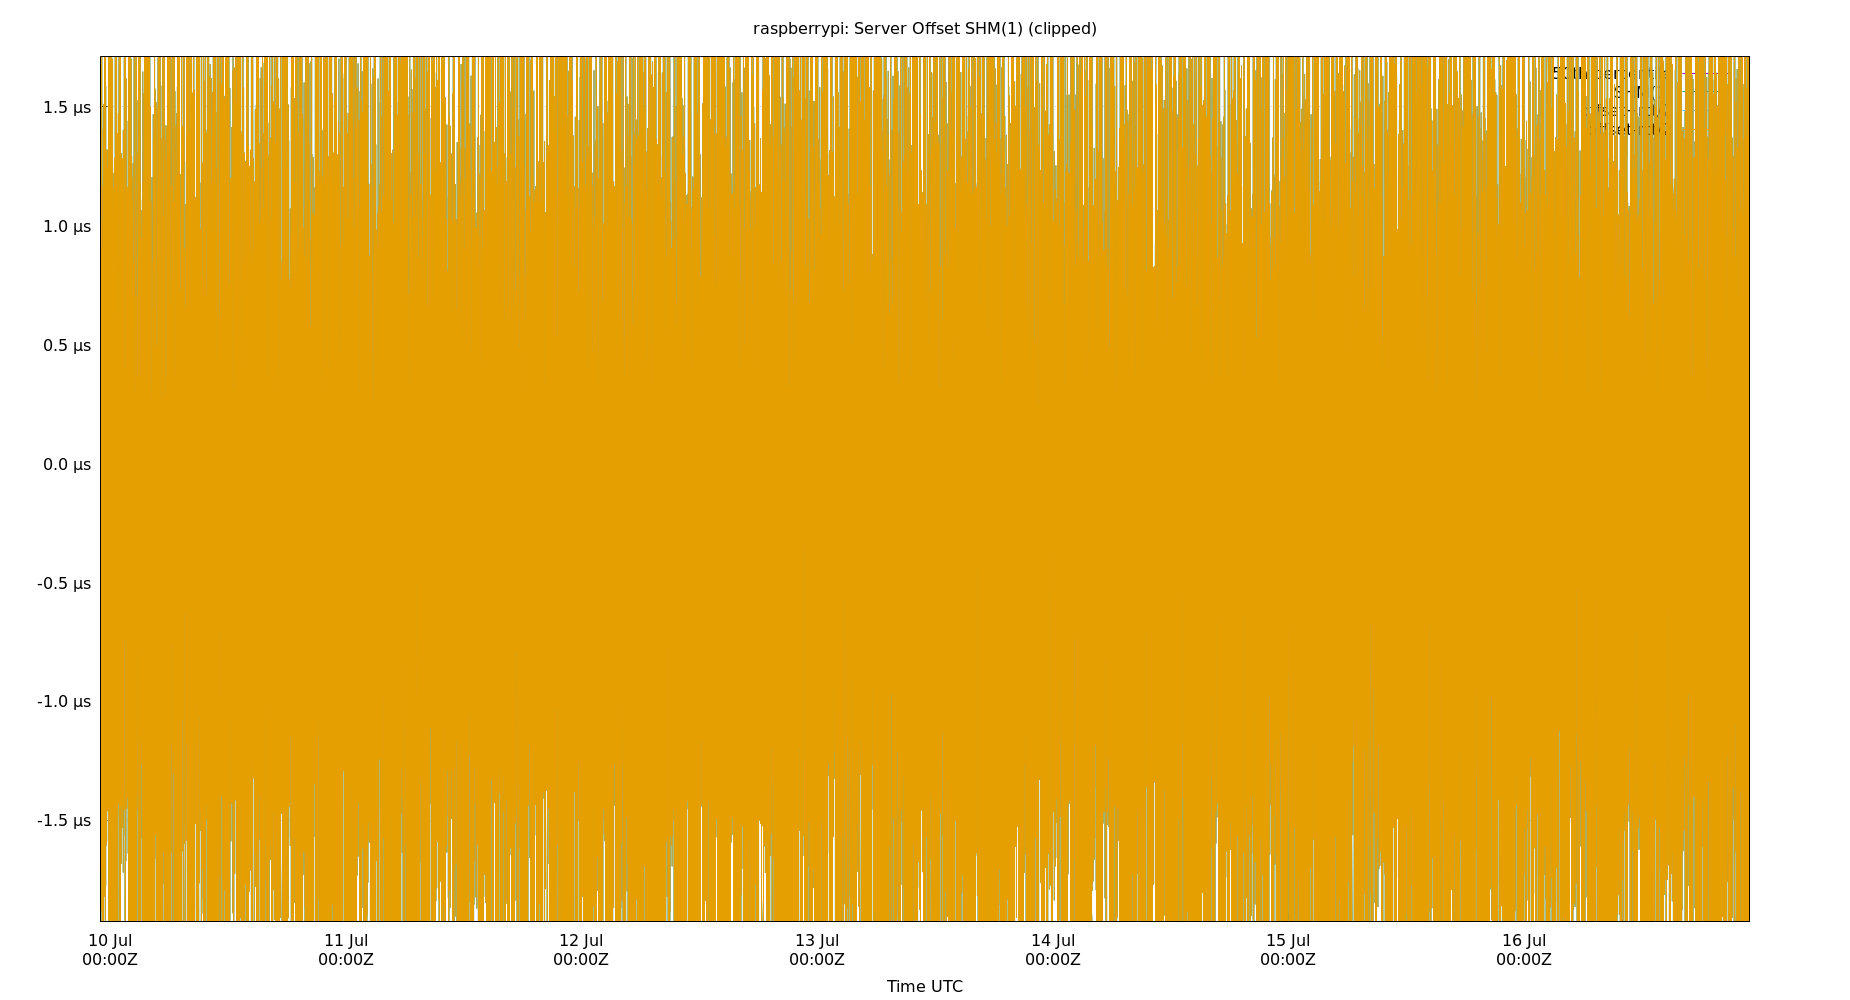 raspberrypi: Server Offset SHM(1) (clipped)
1.5 µs
1.0 µs
0.5 µs
0.0 µs
-0.5 µs
-1.0 µs
-1.5 µs
10 Jul 11 Jul 12 Jul 13 Jul 14 Jul 15 Jul 16 Jul
00:00Z 00:00Z 00:00Z 00:00Z 00:00Z 00:00Z 00:00Z
Time UTC